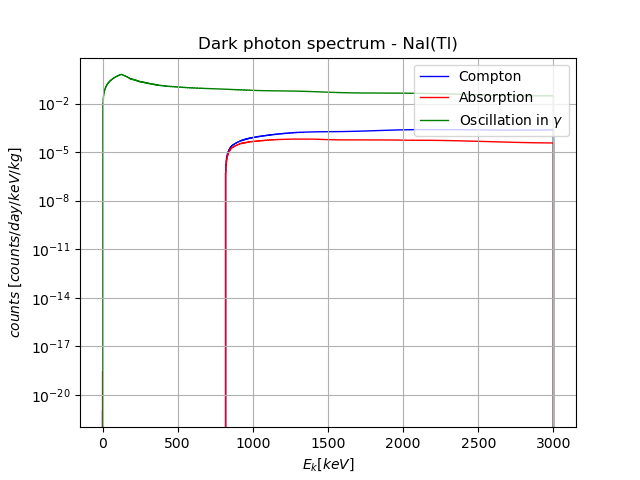 Dark photon spectrum - NaI(Tl)
Compton
Absorption
Oscillation in γ
10⁻²
10⁻⁵
10⁻⁸
10⁻¹¹
10⁻¹⁴
10⁻¹⁷
10⁻²⁰
counts [counts/day/keV/kg]
0 500 1000 1500 2000 2500 3000
Eₖ[keV]